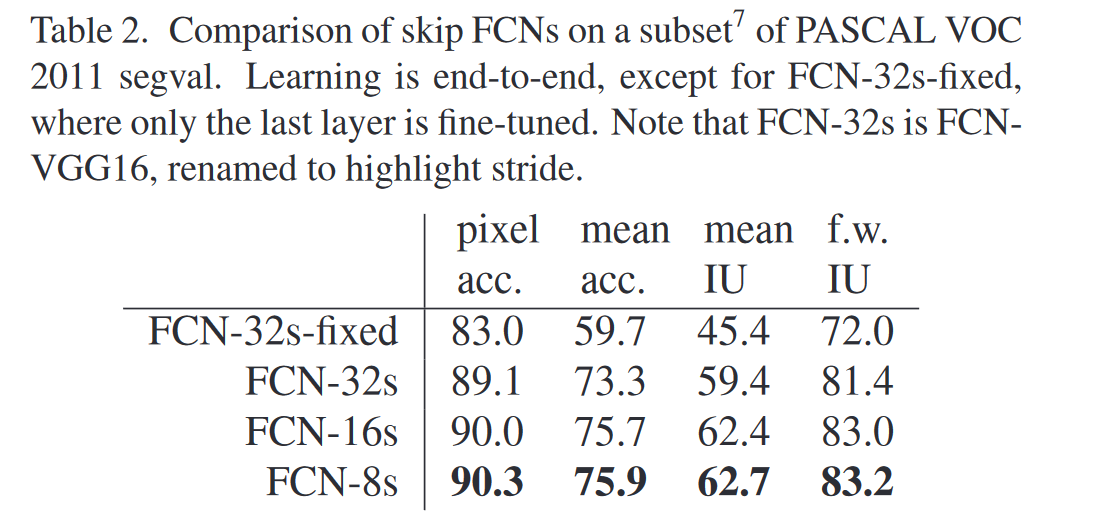 Table 2. Comparison of skip FCNs on a subset7 of PASCAL VOC
2011 segval. Learning is end-to-end, except for FCN-32s-fixed,
where only the last layer is fine-tuned. Note that FCN-32s is FCN-
VGG16, renamed to highlight stride.
pixel mean mean f.w.
acc. acc. IU IU
FCN-32s-fixed 83.0 59.7 45.4 72.0
FCN-32s 89.1 73.3 59.4 81.4
FCN-16s 90.0 75.7 62.4 83.0
FCN-8s 90.3 75.9 62.7 83.2